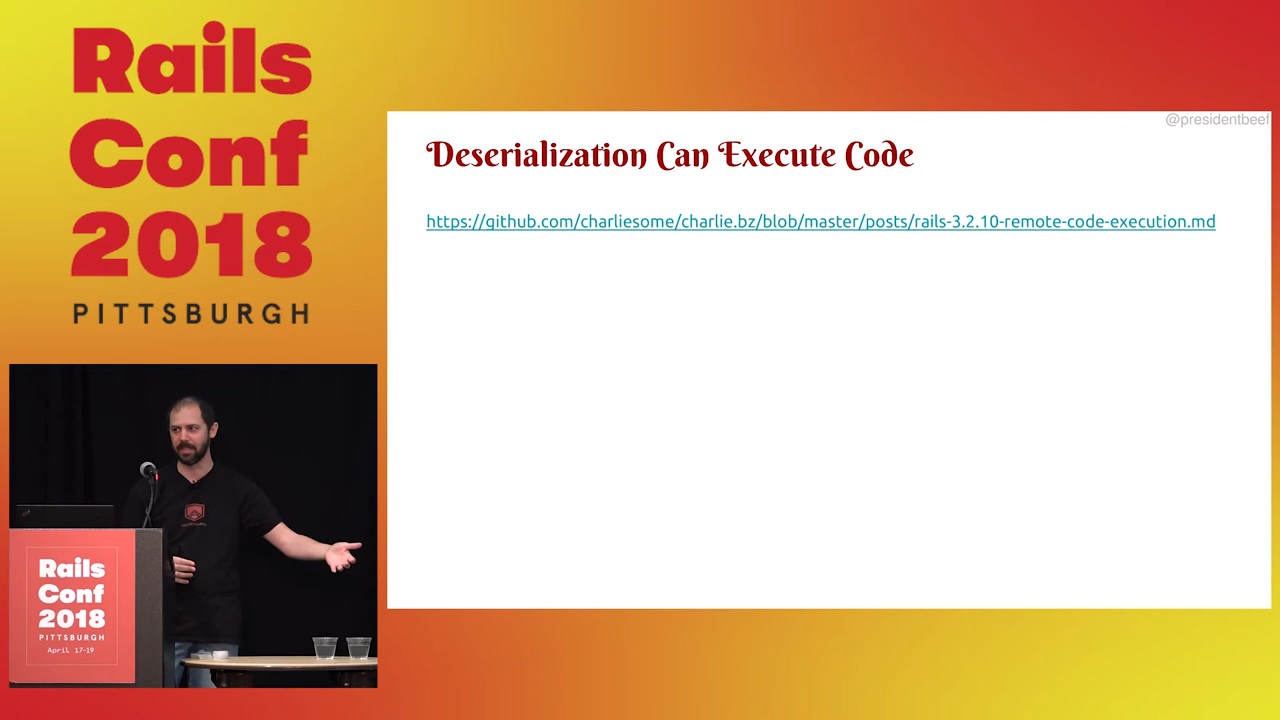 Rails
Conf
2018
PITTSBURGH
@presidentbeef
Deserialization Can Execute Code
https://github.com/charliesome/charlie.bz/blob/master/posts/rails-3.2.10-remote-code-execution.md
Rails
Conf
2018
PITTSBURGH
April 17-19